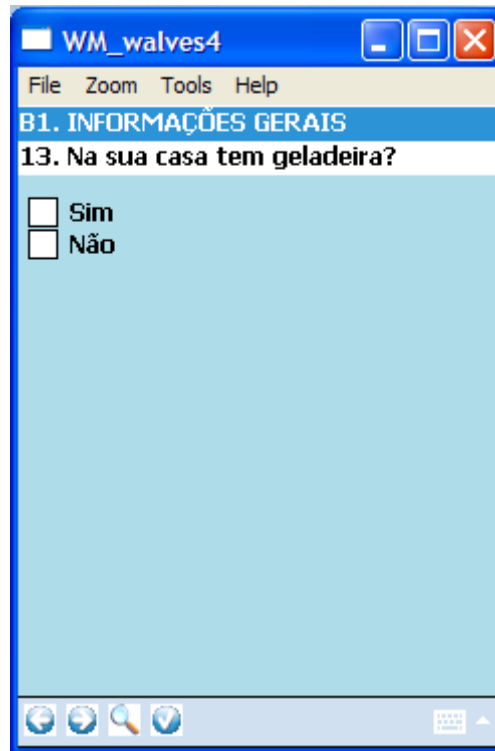 WM_walves4
File Zoom Tools Help
B1. INFORMAÇÕES GERAIS
13. Na sua casa tem geladeira?
Sim
Não